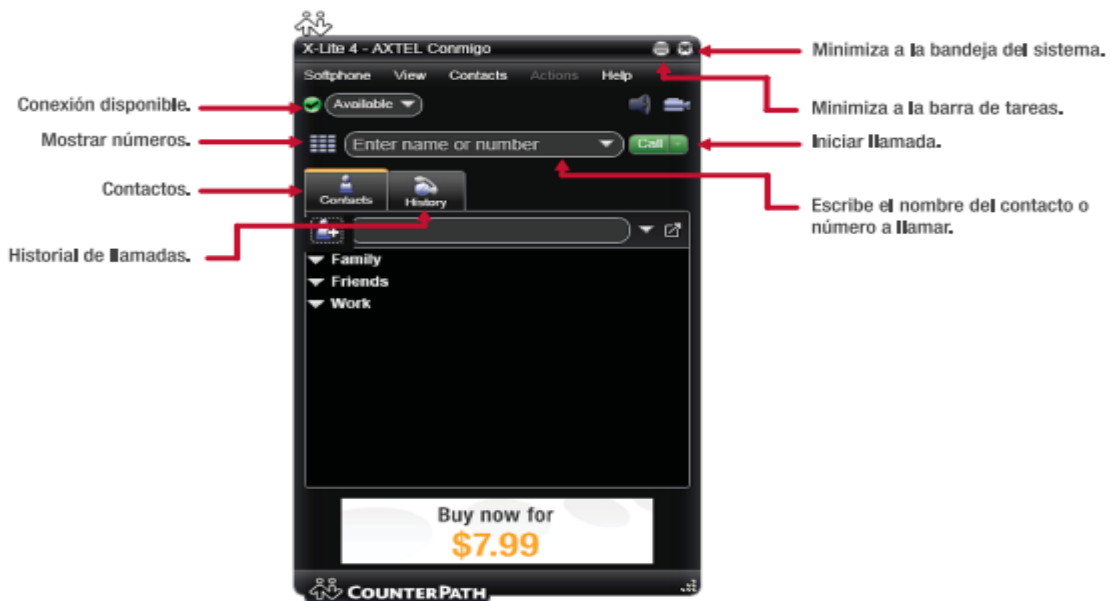 X-Lite 4 - AXTEL Conmigo
Softphone View Contacts Actions Help
Available
Enter name or number
Call
Contacts
History
Family
Friends
Work
Buy now for
$7.99
COUNTERPATH
Conexión disponible.
Mostrar números.
Contactos.
Historial de llamadas.
Minimiza a la bandeja del sistema.
Minimiza a la barra de tareas.
Iniciar llamada.
Escribe el nombre del contacto o
número a llamar.